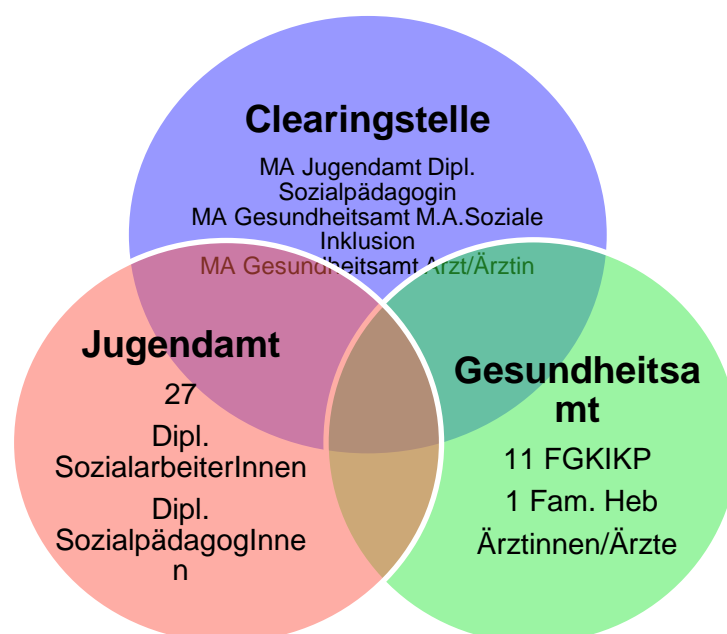 Clearingstelle
MA Jugendamt Dipl.
Sozialpädagogin
MA Gesundheitsamt M.A.Soziale
Inklusion
MA Gesundheitsamt Arzt/Ärztin
Jugendamt
27
Dipl.
SozialarbeiterInnen
Dipl.
SozialpädagogInne
n
Gesundheitsa
mt
11 FGKIKP
1 Fam. Heb
Ärztinnen/Ärzte